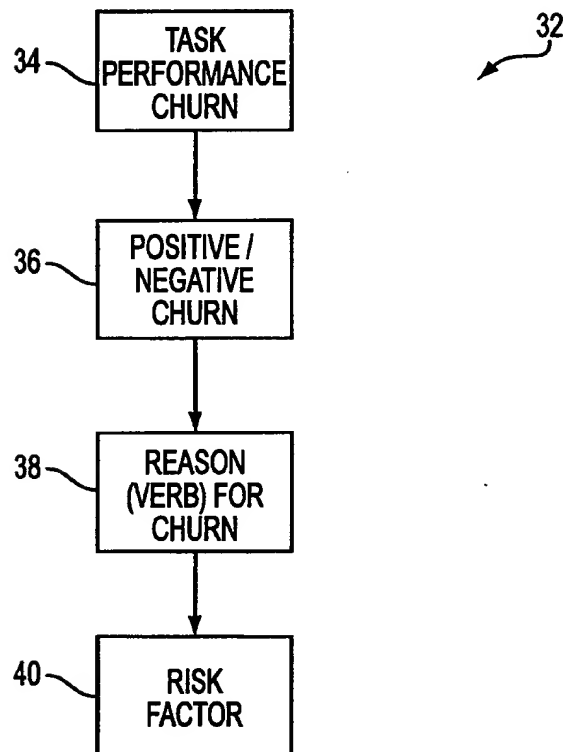 32
34
TASK
PERFORMANCE
CHURN
36
POSITIVE /
NEGATIVE
CHURN
38
REASON
(VERB) FOR
CHURN
40
RISK
FACTOR